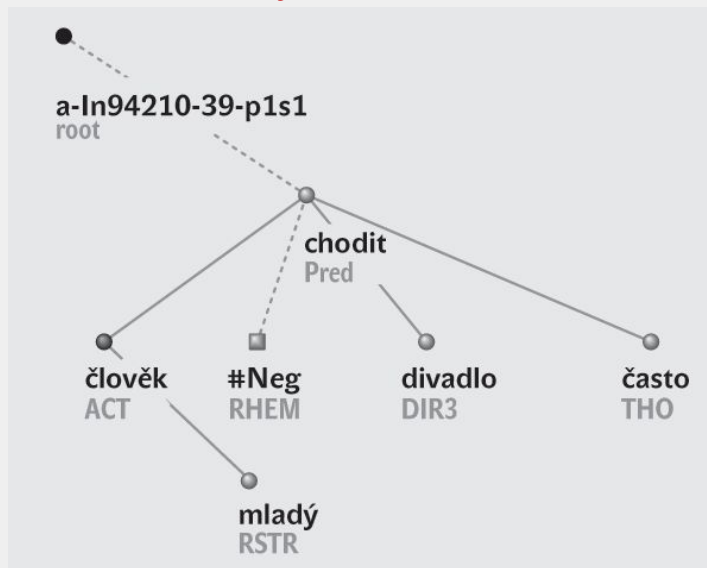 a-ln94210-39-p1s1
root
chodit
Pred
člověk #Neg divadlo často
ACT RHEM DIR3 THO
mladý
RSTR